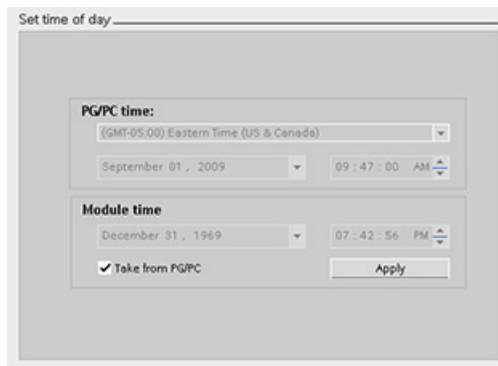 Set time of day
PG/PC time:
(GMT-05:00) Eastern Time (US & Canada)
September 01 , 2009 09 : 47 : 00 AM
Module time
December 31 , 1969 07 : 42 : 56 PM
Take from PG/PC Apply